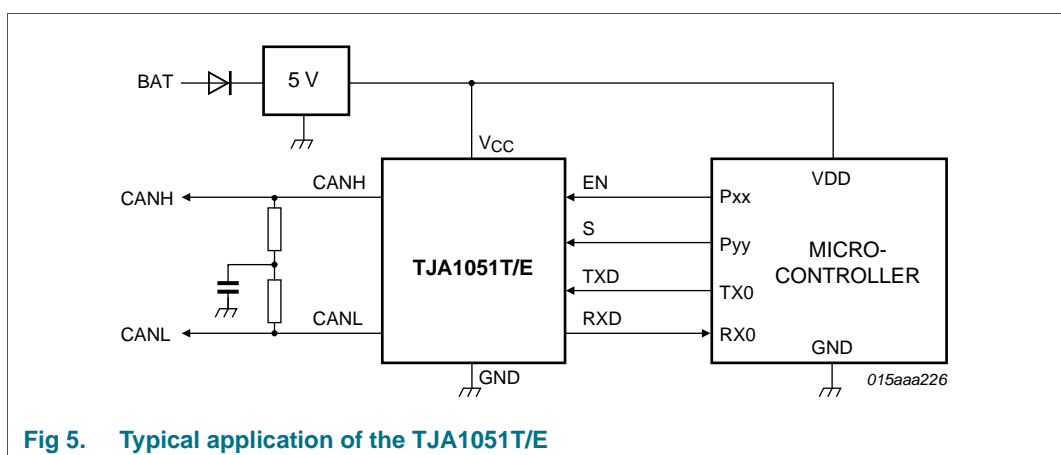 BAT
5 V
VCC
CANH
CANH
EN
Pxx
VDD
S
Pyy
MICRO-
CONTROLLER
TJA1051T/E
TXD
TX0
CANL
CANL
RXD
RX0
GND
GND
015aaa226
Fig 5. Typical application of the TJA1051T/E